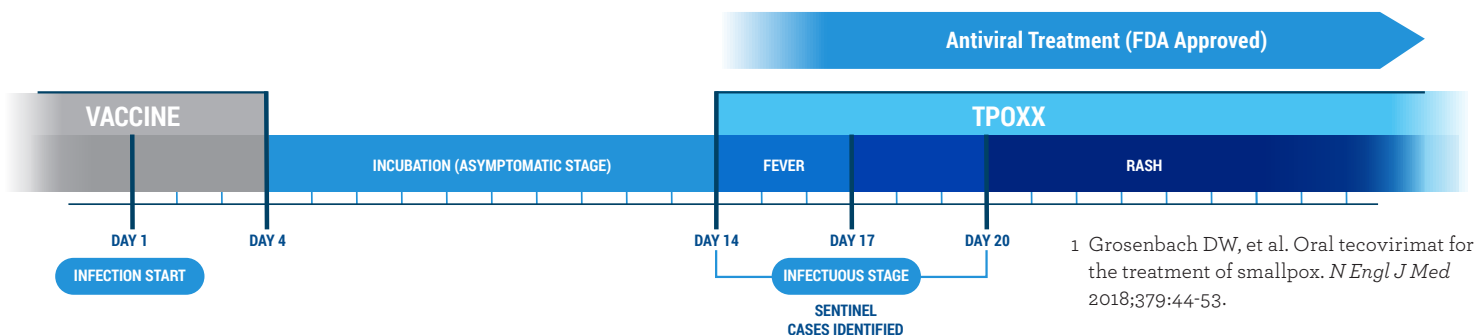 Antiviral Treatment (FDA Approved)
VACCINE
TPOXX
INCUBATION (ASYMPTOMATIC STAGE)
FEVER
RASH
DAY 1
DAY 4
DAY 14
DAY 17
DAY 20
INFECTION START
INFECTUOUS STAGE
SENTINEL
CASES IDENTIFIED
1 Grosenbach DW, et al. Oral tecovirimat for
the treatment of smallpox. N Engl J Med
2018;379:44-53.